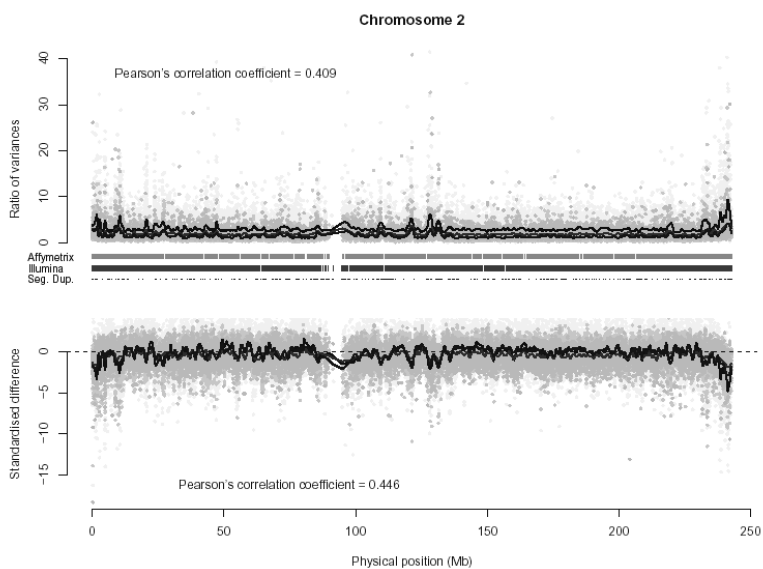 Chromosome 2
Pearson's correlation coefficient = 0.409
Ratio of variances
40
30
20
10
0
Affymetrix
Illumina
Seg. Dup.
Standardised difference
0
−5
−10
−15
Pearson's correlation coefficient = 0.446
0 50 100 150 200 250
Physical position (Mb)